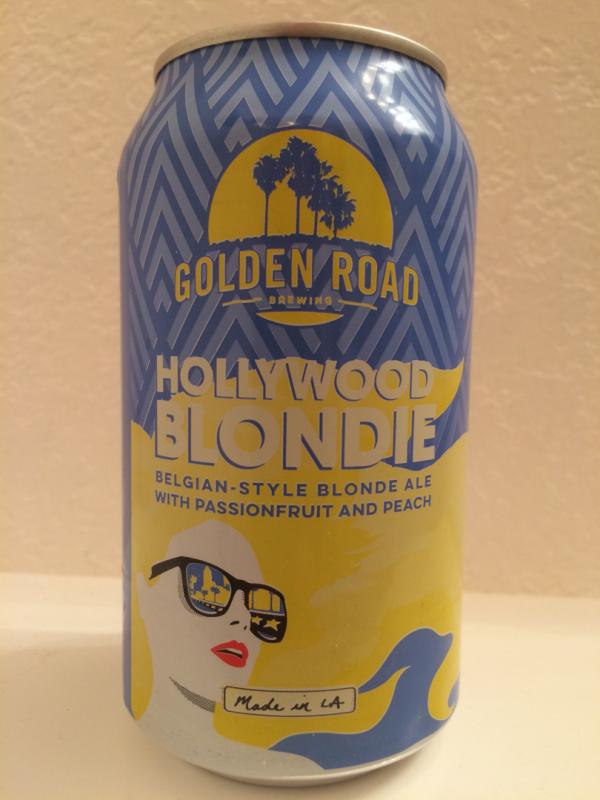 GOLDEN ROAD
BREWING
HOLLYWOOD
BLONDIE
BELGIAN-STYLE BLONDE ALE
WITH PASSIONFRUIT AND PEACH
Made in LA